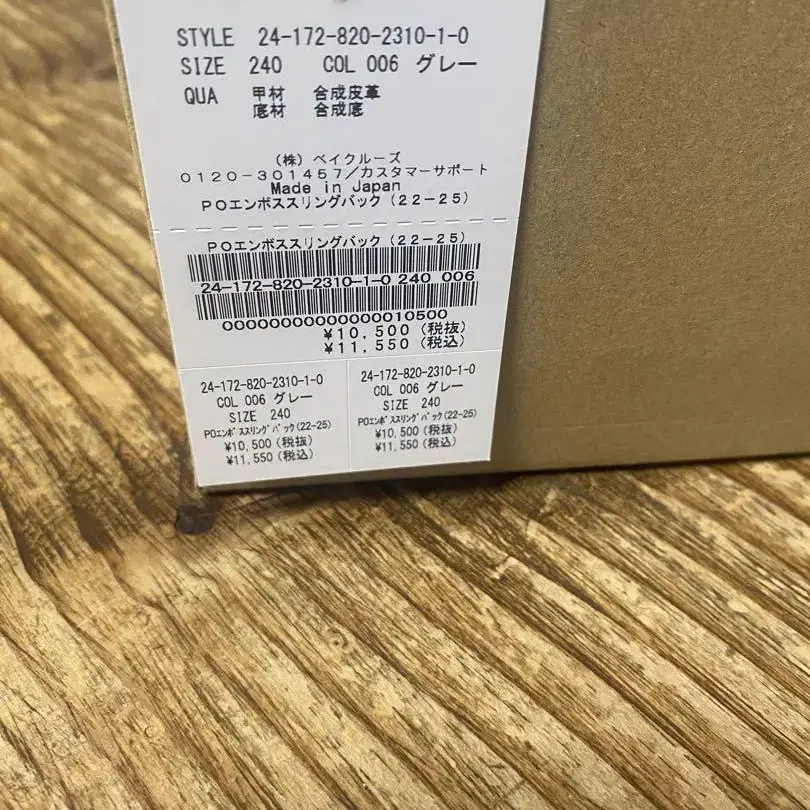 STYLE 24-172-820-2310-1-0
SIZE 240 COL 006 グレー
QUA 甲材 合成皮革
底材 合成底
(株) ベイクルーズ
0120-301457/カスタマーサポート
Made in Japan
POエンボススリングバック(22-25)
POエンボススリングバック(22-25)
24-172-820-2310-1-0 240 006
00000000000000010500
¥10,500(税抜)
¥11,550(税込)
24-172-820-2310-1-0
COL 006 グレー
SIZE 240
POエンボススリングバック(22-25)
¥10,500(税抜)
¥11,550(税込)
24-172-820-2310-1-0
COL 006 グレー
SIZE 240
POエンボススリングバック(22-25)
¥10,500(税抜)
¥11,550(税込)